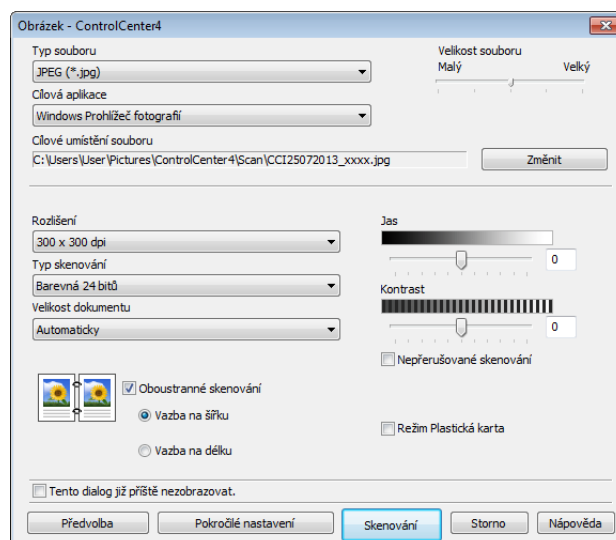 Obrázek - ControlCenter4
Typ souboru
JPEG (*.jpg)
Velikost souboru
Malý Velký
Cílová aplikace
Windows Prohlížeč fotografií
Cílové umístění souboru
C:\Users\User\Pictures\ControlCenter4\Scan\CCI25072013_xxxx.jpg
Změnit
Rozlišení
300 x 300 dpi
Typ skenování
Barevná 24 bitů
Velikost dokumentu
Automaticky
Jas
0
Kontrast
0
Nepřerušované skenování
Oboustranné skenování
Vazba na šířku
Vazba na délku
Režim Plastická karta
Tento dialog již příště nezobrazovat.
Předvolba Pokročilé nastavení Skenování Storno Nápověda